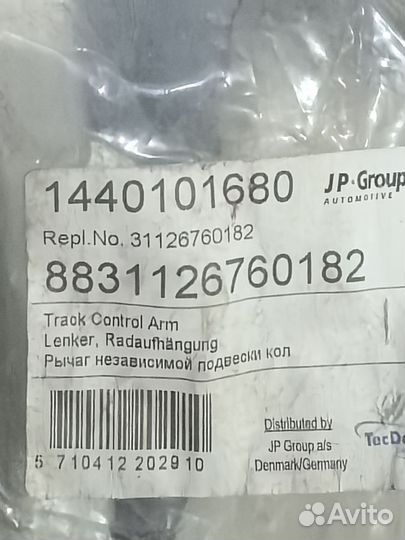 1440101680
JP Group
AUTOMOTIVE
Repl.No. 31126760182
8831126760182
Track Control Arm
Lenker, Radaufhängung
Рычаг независимой подвески кол
Distributed by
JP Group a/s
Denmark/Germany
5 710412 202910
Avito